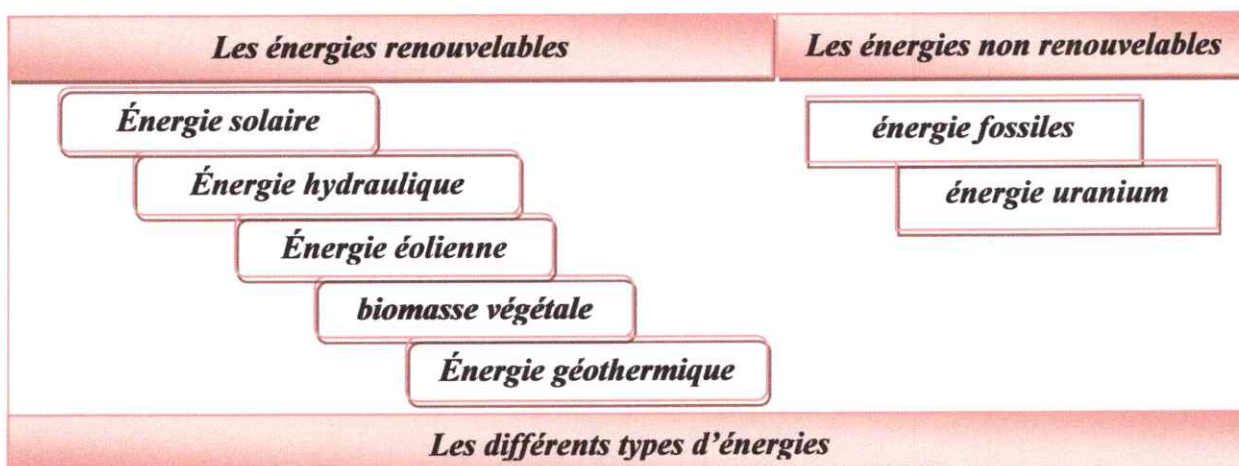 Les énergies renouvelables
Les énergies non renouvelables
Énergie solaire
Énergie hydraulique
Énergie éolienne
biomasse végétale
Énergie géothermique
énergie fossiles
énergie uranium
Les différents types d'énergies